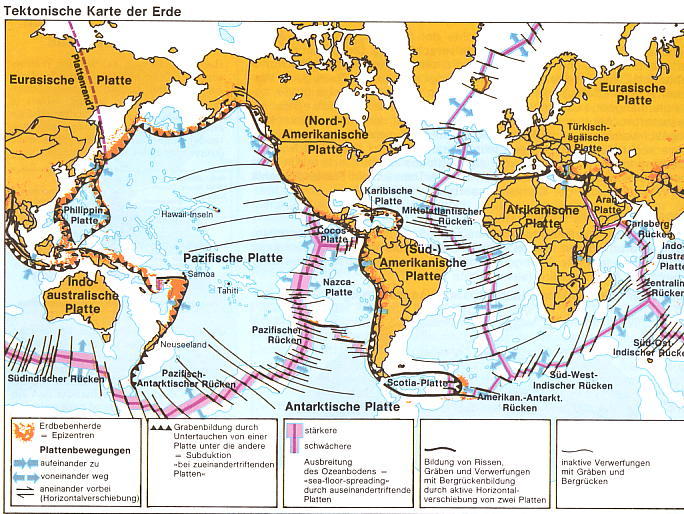 Tektonische Karte der Erde
Eurasische Platte
Plattenrand?
(Nord-)
Amerikanische
Platte
Eurasische
Platte
Türkisch-
ägäische
Platte
Philippin.
Platte
Hawaii-Inseln
Karibische
Platte
Mittelatlantischer
Rücken
Afrikanische
Platte
Arab.
Platte
Carlsberg-
Rücken
Cocos-
Platte
(Süd-)
Amerikanische
Platte
Pazifische Platte
Indo-
austral
Platte
Samoa
Tahiti
Nazca-
Platte
Indo-
australische
Platte
Zentralin
Rücken
Neuseeland
Pazifischer
Rücken
Süd-Ost-
Indischer Rücken
Südindischer Rücken
Pazifisch-
Antarktischer Rücken
Scotia-Platte
Süd-West-
Indischer Rücken
Amerikan.-Antarkt.
Rücken
Antarktische Platte
Erdbebenherde
– Epizentren
Plattenbewegungen
aufeinander zu
voneinander weg
aneinander vorbei
(Horizontalverschiebung)
Grabenbildung durch
Untertauchen von einer
Platte unter die andere
– Subduktion
«bei zueinandertriftenden
Platten»
stärkere
schwächere
Ausbreitung
des Ozeanbodens –
«sea-floor-spreading»
durch auseinandertriftende
Platten
Bildung von Rissen,
Gräben und Verwerfungen
mit Bergrückenbildung
durch aktive Horizontal-
verschiebung von zwei Platten
inaktive Verwerfungen
mit Gräben und
Bergrücken